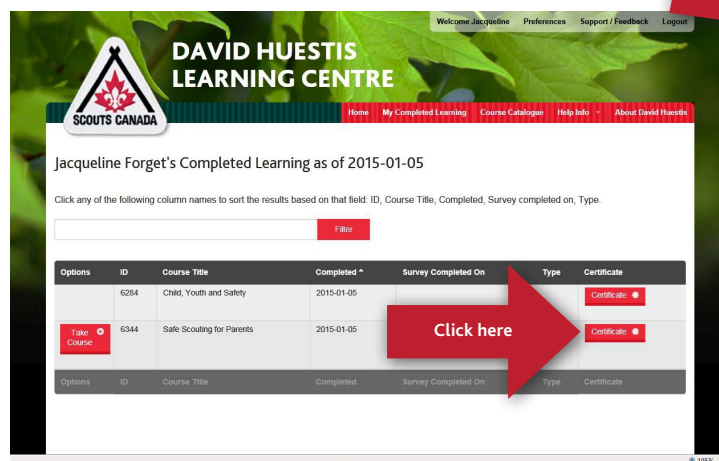 Welcome Jacqueline Preferences Support / Feedback Logout
DAVID HUESTIS
LEARNING CENTRE
SCOUTS CANADA
Home My Completed Learning Course Catalogue Help Info About David Huestis
Jacqueline Forget's Completed Learning as of 2015-01-05
Click any of the following column names to sort the results based on that field: ID, Course Title, Completed, Survey completed on, Type.
Filter
Options ID Course Title Completed Survey Completed On Type Certificate
6284 Child, Youth and Safety 2015-01-05 Certificate
Take Course 6344 Safe Scouting for Parents 2015-01-05 Certificate
Click here
Options ID Course Title Completed Survey Completed On Type Certificate
105%